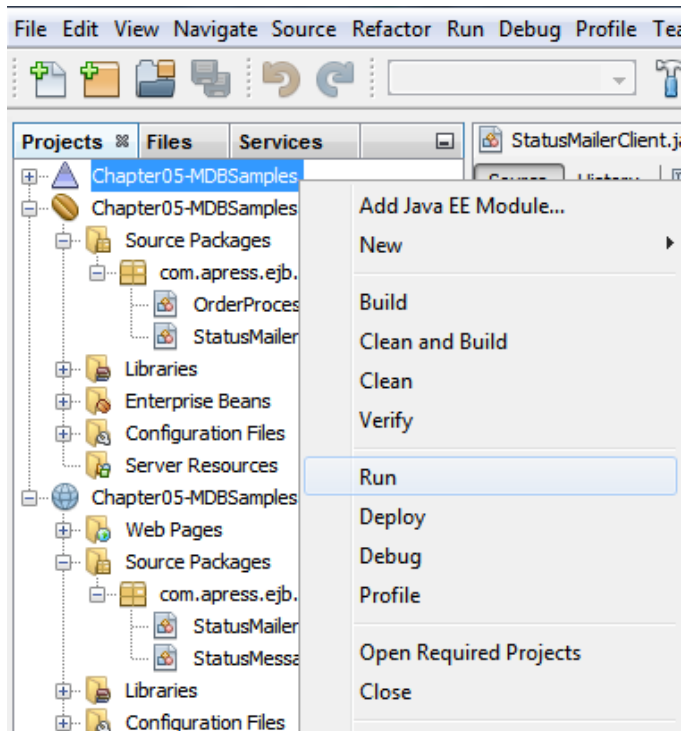 File Edit View Navigate Source Refactor Run Debug Profile Tea
Projects Files Services
StatusMailerClient.ja
Source History
Chapter05-MDBSamples
Chapter05-MDBSamples
Source Packages
com.apress.ejb.
OrderProces
StatusMailer
Libraries
Enterprise Beans
Configuration Files
Server Resources
Chapter05-MDBSamples
Web Pages
Source Packages
com.apress.ejb.
StatusMailer
StatusMessa
Libraries
Configuration Files
Add Java EE Module...
New
Build
Clean and Build
Clean
Verify
Run
Deploy
Debug
Profile
Open Required Projects
Close